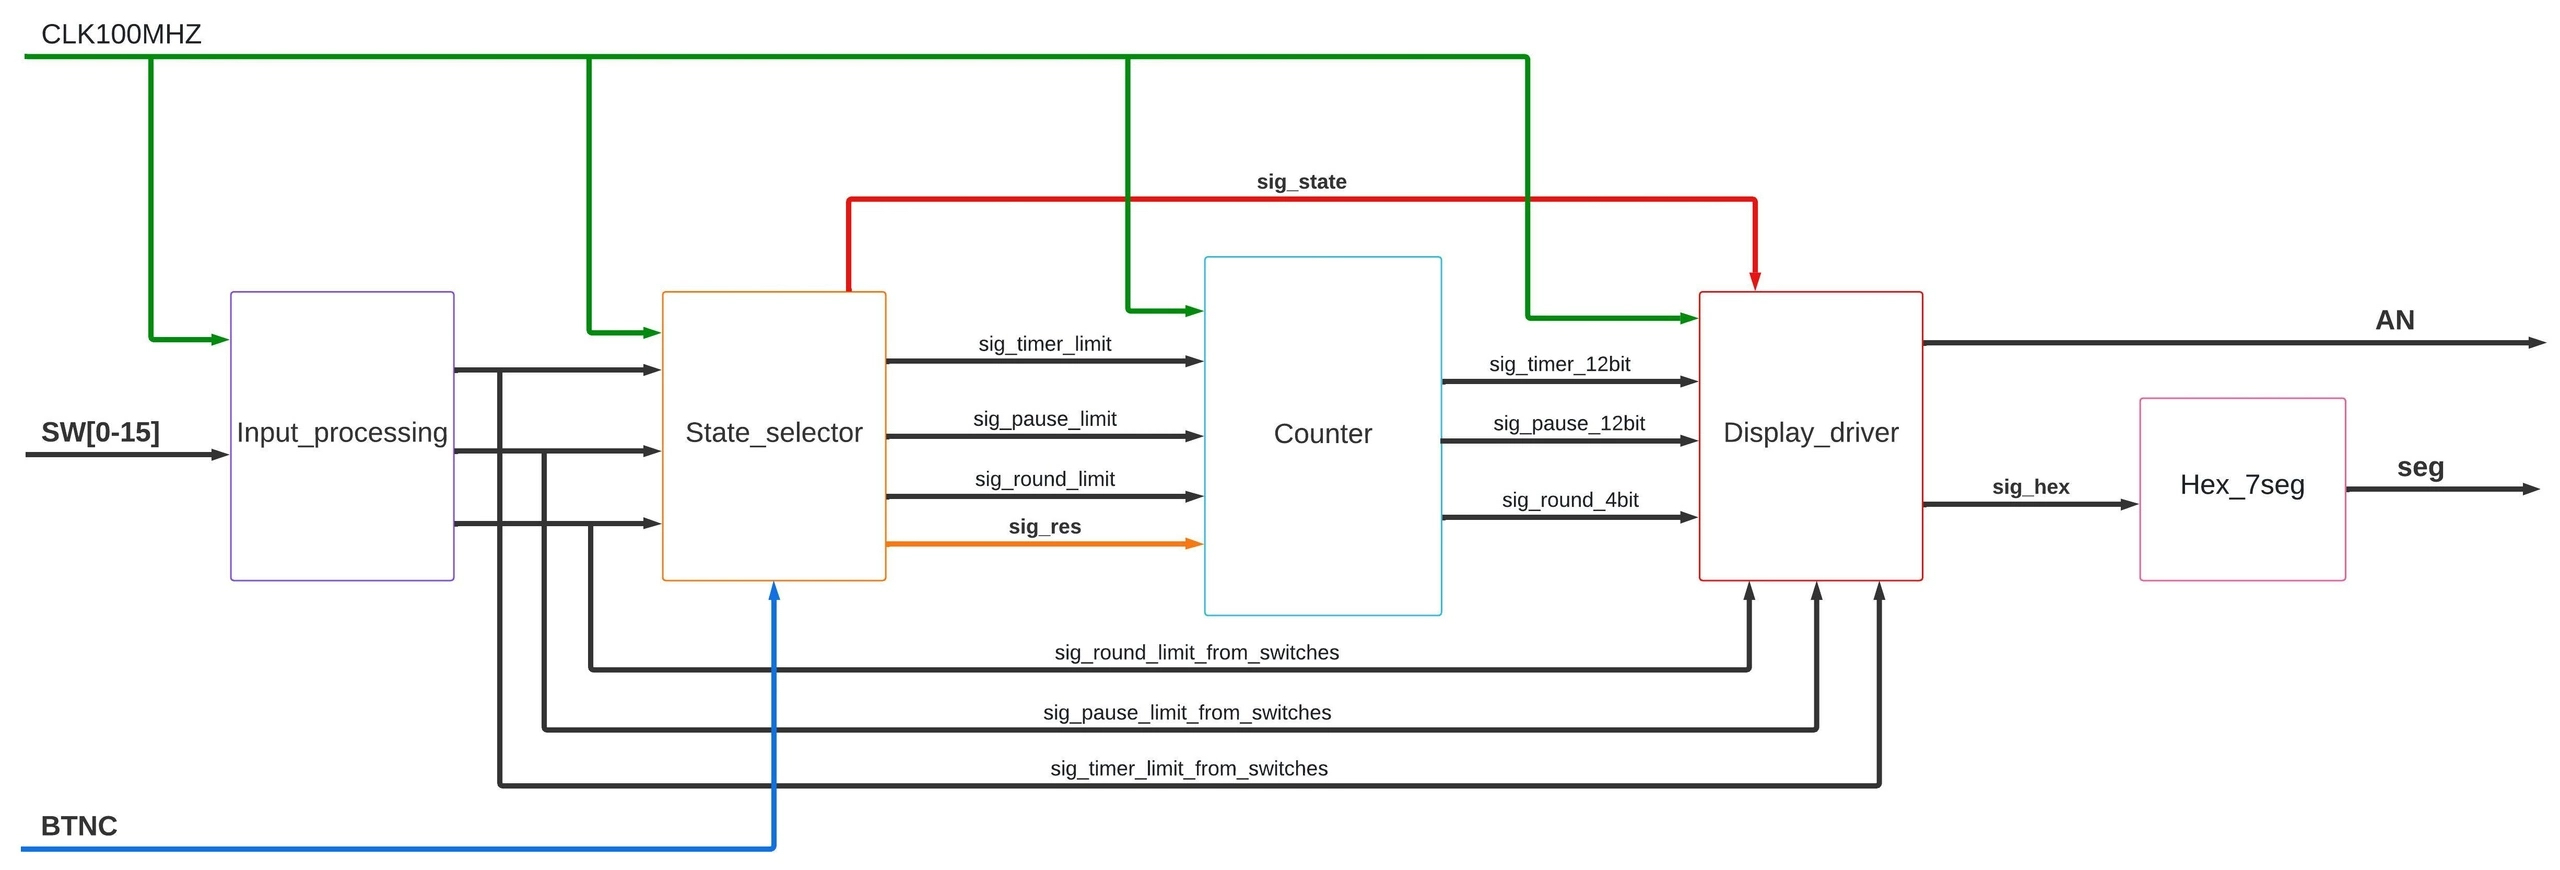 CLK100MHZ
sig_state
AN
sig_timer_limit
sig_timer_12bit
sig_pause_limit
sig_pause_12bit
SW[0-15]
Input_processing
State_selector
Counter
Display_driver
seg
sig_round_limit
sig_hex
Hex_7seg
sig_round_4bit
sig_res
sig_round_limit_from_switches
sig_pause_limit_from_switches
sig_timer_limit_from_switches
BTNC